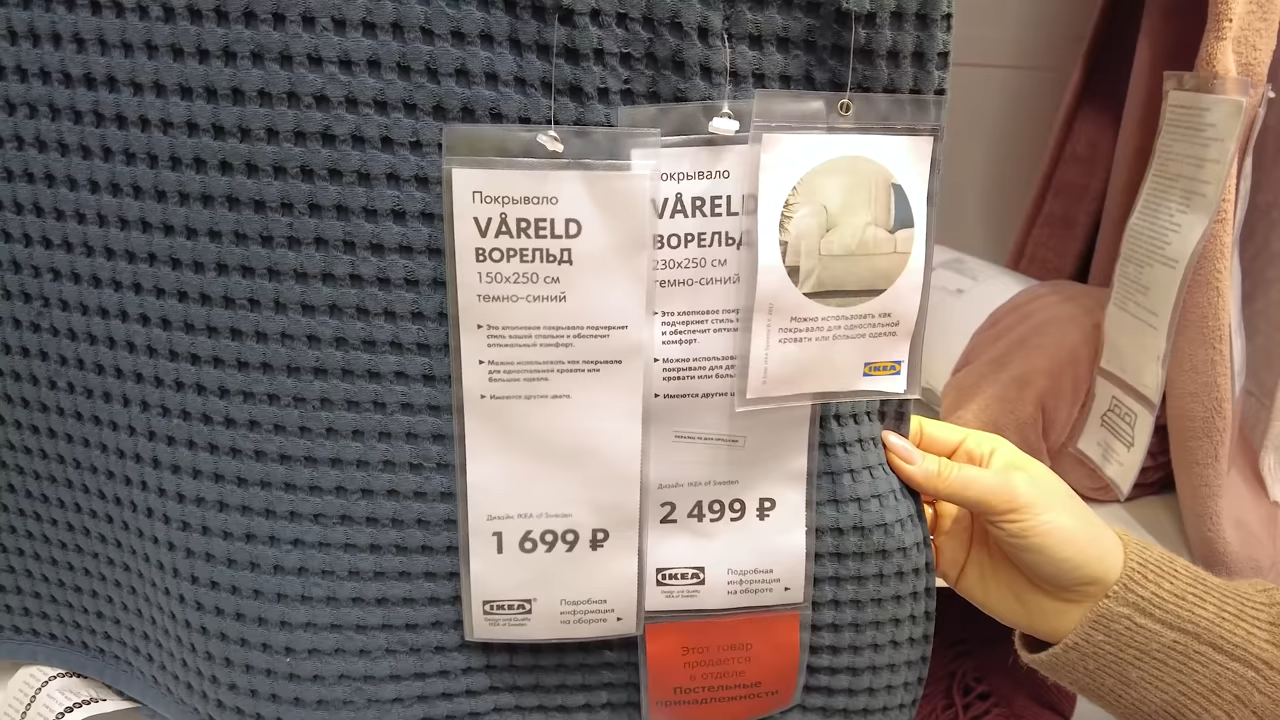 Покрывало
VÅRELD
ВОРЕЛЬД
150x250 см
темно-синий
Это хлопковое покрывало подчеркнет
стиль вашей спальни и обеспечит
оптимальный комфорт.
Можно использовать как покрывало
для односпальной кровати или
большое одеяло.
Имеются другие цвета.
Дизайн: IKEA of Sweden
1 699 ₽
IKEA®
Design and Quality
IKEA of Sweden
Подробная
информация
на обороте
окрывало
VÅRELD
ВОРЕЛЬД
230x250 см
темно-синий
Это хлопковое покр
подчеркнет стиль
и обеспечит оптим
комфорт.
Можно использова
покрывало для
кровати или боль
Имеются другие ц
ОБРАЗЕЦ НЕ ДЛЯ ПРОДАЖИ
Дизайн: IKEA of Sweden
2 499 ₽
IKEA
Design and Quality
IKEA of Sweden
Подробная
информация
на обороте
Этот товар
продается
в отделе
Постельные
принадлежности
Можно использовать как
покрывало для односпальной
кровати или большое одеяло.
IKEA